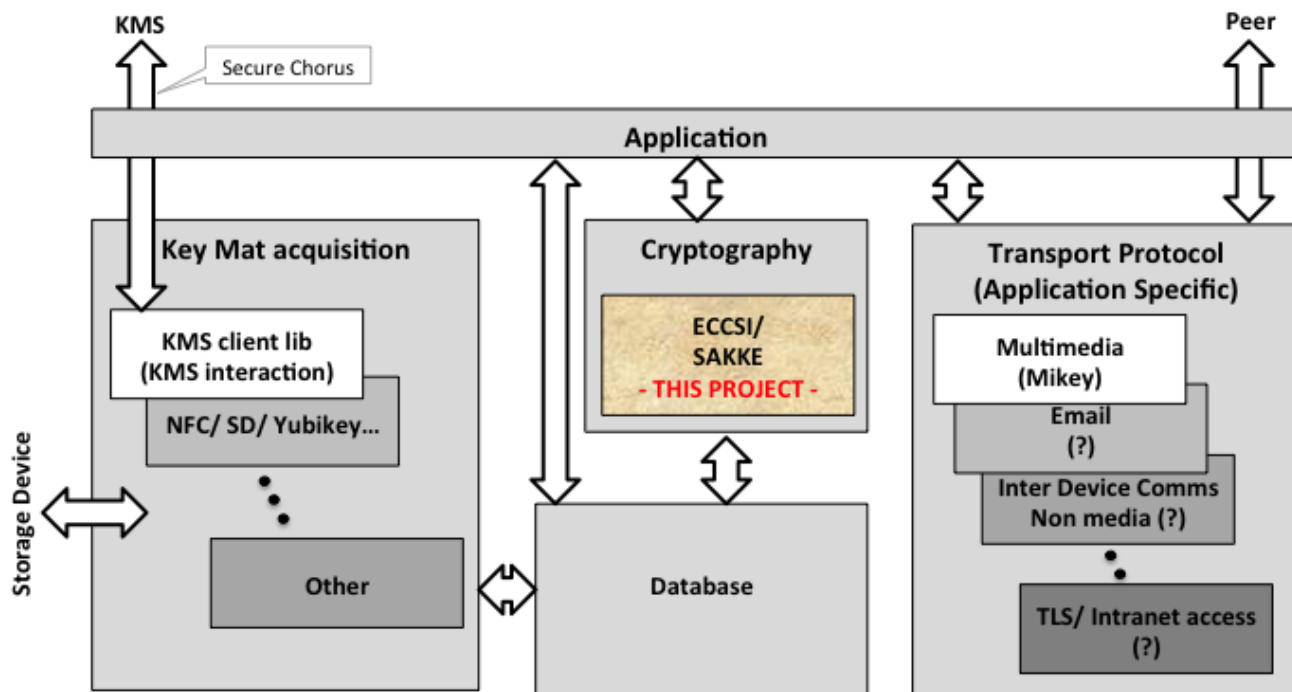 KMS
Peer
Secure Chorus
Application
Key Mat acquisition
KMS client lib
(KMS interaction)
NFC/ SD/ Yubikey...
Other
Storage Device
Cryptography
ECCSI/
SAKKE
- THIS PROJECT -
Database
Transport Protocol
(Application Specific)
Multimedia
(Mikey)
Email
(?)
Inter Device Comms
Non media (?)
TLS/ Intranet access
(?)